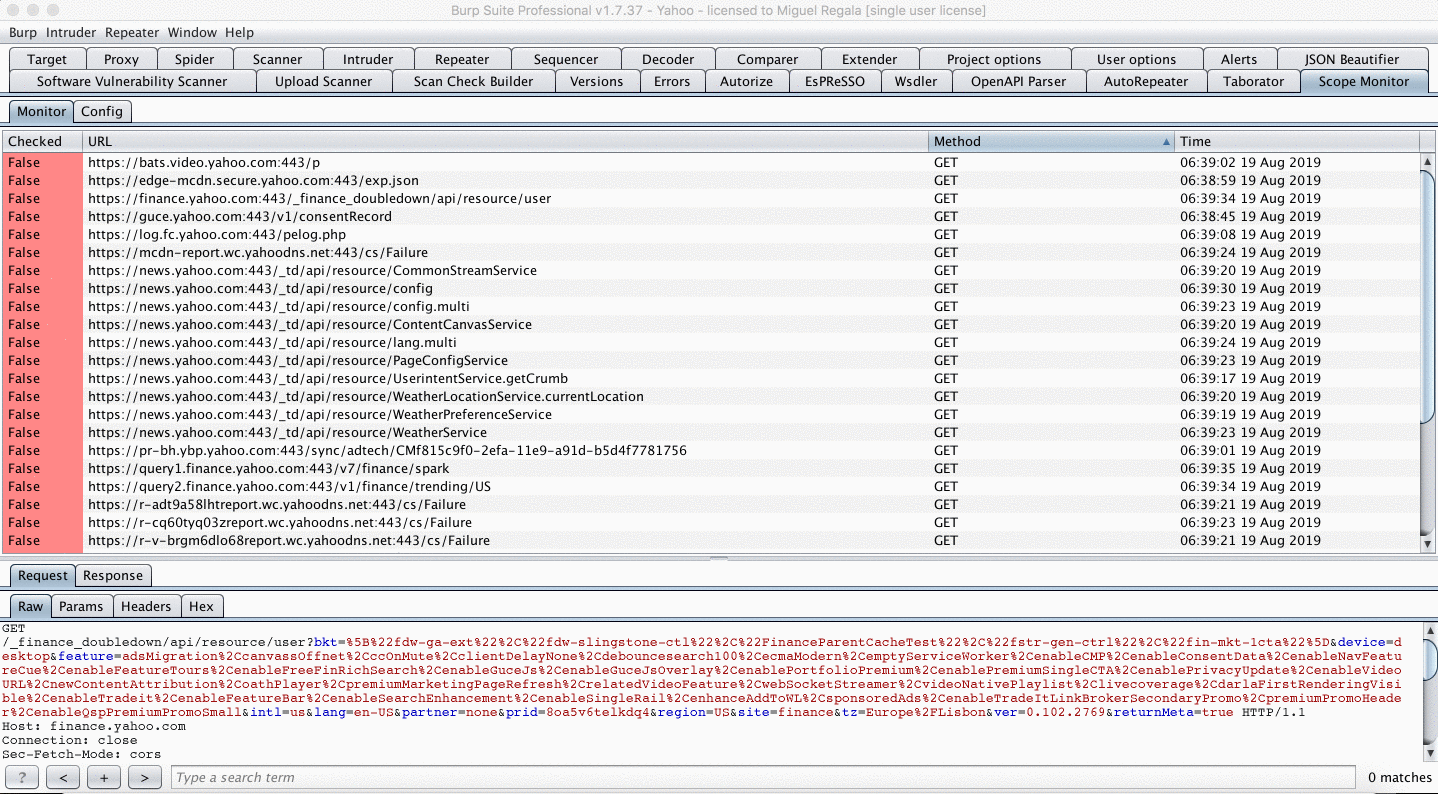 Burp Suite Professional v1.7.37 - Yahoo - licensed to Miguel Regala [single user license]
Burp Intruder Repeater Window Help
Target Proxy Spider Scanner Intruder Repeater Sequencer Decoder Comparer Extender Project options User options Alerts JSON Beautifier
Software Vulnerability Scanner Upload Scanner Scan Check Builder Versions Errors Autorize EsPReSSO Wsdler OpenAPI Parser AutoRepeater Taborator Scope Monitor
Monitor Config
Checked URL Method Time
False https://bats.video.yahoo.com:443/p GET 06:39:02 19 Aug 2019
False https://edge-mcdn.secure.yahoo.com:443/exp.json GET 06:38:59 19 Aug 2019
False https://finance.yahoo.com:443/_finance_doubledown/api/resource/user GET 06:39:34 19 Aug 2019
False https://guce.yahoo.com:443/v1/consentRecord GET 06:38:45 19 Aug 2019
False https://log.fc.yahoo.com:443/pelog.php GET 06:39:08 19 Aug 2019
False https://mcdn-report.wc.yahoodns.net:443/cs/Failure GET 06:39:24 19 Aug 2019
False https://news.yahoo.com:443/_td/api/resource/CommonStreamService GET 06:39:20 19 Aug 2019
False https://news.yahoo.com:443/_td/api/resource/config GET 06:39:30 19 Aug 2019
False https://news.yahoo.com:443/_td/api/resource/config.multi GET 06:39:23 19 Aug 2019
False https://news.yahoo.com:443/_td/api/resource/ContentCanvasService GET 06:39:20 19 Aug 2019
False https://news.yahoo.com:443/_td/api/resource/lang.multi GET 06:39:24 19 Aug 2019
False https://news.yahoo.com:443/_td/api/resource/PageConfigService GET 06:39:23 19 Aug 2019
False https://news.yahoo.com:443/_td/api/resource/UserintentService.getCrumb GET 06:39:17 19 Aug 2019
False https://news.yahoo.com:443/_td/api/resource/WeatherLocationService.currentLocation GET 06:39:20 19 Aug 2019
False https://news.yahoo.com:443/_td/api/resource/WeatherPreferenceService GET 06:39:19 19 Aug 2019
False https://news.yahoo.com:443/_td/api/resource/WeatherService GET 06:39:23 19 Aug 2019
False https://pr-bh.ybp.yahoo.com:443/sync/adtech/CMf815c9f0-2efa-11e9-a91d-b5d4f7781756 GET 06:39:01 19 Aug 2019
False https://query1.finance.yahoo.com:443/v7/finance/spark GET 06:39:35 19 Aug 2019
False https://query2.finance.yahoo.com:443/v1/finance/trending/US GET 06:39:34 19 Aug 2019
False https://r-adt9a58lhtreport.wc.yahoodns.net:443/cs/Failure GET 06:39:21 19 Aug 2019
False https://r-cq60tyq03zreport.wc.yahoodns.net:443/cs/Failure GET 06:39:23 19 Aug 2019
False https://r-v-brgm6dlo68report.wc.yahoodns.net:443/cs/Failure GET 06:39:21 19 Aug 2019
Request Response
Raw Params Headers Hex
GET
/_finance_doubledown/api/resource/user?bkt=%5B%22fdw-ga-ext%22%2C%22fdw-slingstone-ctl%22%2C%22FinanceParentCacheTest%22%2C%22fstr-gen-ctrl%22%2C%22fin-mkt-1cta%22%5D&device=d
esktop&feature=adsMigration%2CcanvassOffnet%2CccOnMute%2CclientDelayNone%2Cdebouncesearch100%2CecmaModern%2CemptyServiceWorker%2CenableCMP%2CenableConsentData%2CenableNavFeatu
reCue%2CenableFeatureTours%2CenableFreeFinRichSearch%2CenableGuceJs%2CenableGuceJsOverlay%2CenablePortfolioPremium%2CenablePremiumSingleCTA%2CenablePrivacyUpdate%2CenableVideo
URL%2CnewContentAttribution%2CoathPlayer%2CpremiumMarketingPageRefresh%2CrelatedVideoFeature%2CwebSocketStreamer%2CvideoNativePlaylist%2Clivecoverage%2CdarlaFirstRenderingVisi
ble%2CenableTradeit%2CenableFeatureBar%2CenableSearchEnhancement%2CenableSingleRail%2CenhanceAddToWL%2CsponsoredAds%2CenableTradeItLinkBrokerSecondaryPromo%2CpremiumPromoHeade
r%2CenableQspPremiumPromoSmall&intl=us&lang=en-US&partner=none&prid=8oa5v6telkdq4&region=US&site=finance&tz=Europe%2FLisbon&ver=0.102.2769&returnMeta=true HTTP/1.1
Host: finance.yahoo.com
Connection: close
Sec-Fetch-Mode: cors
? < + > Type a search term 0 matches